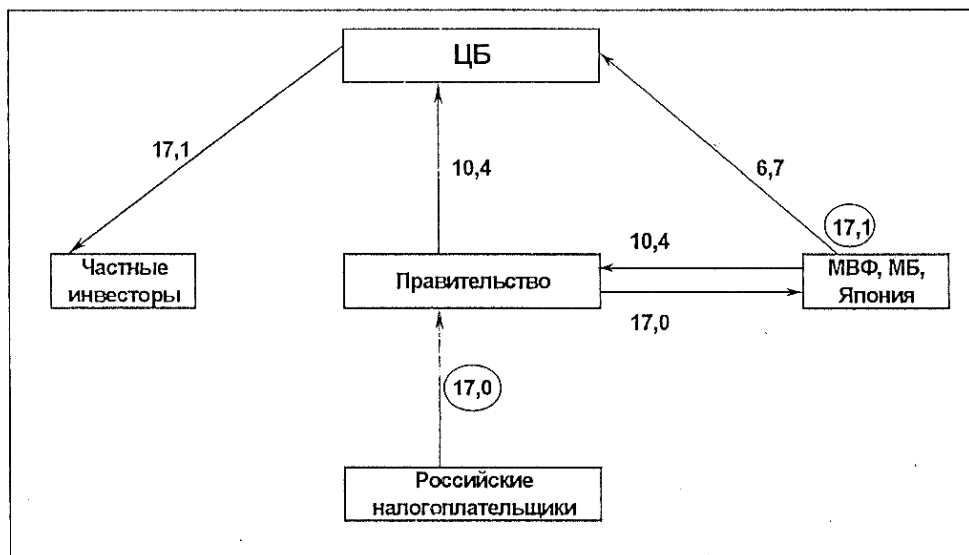 ЦБ
17,1
10,4
6,7
17,1
10,4
Частные
инвесторы
Правительство
МВФ, МБ,
Япония
17,0
17,0
Российские
налогоплательщики